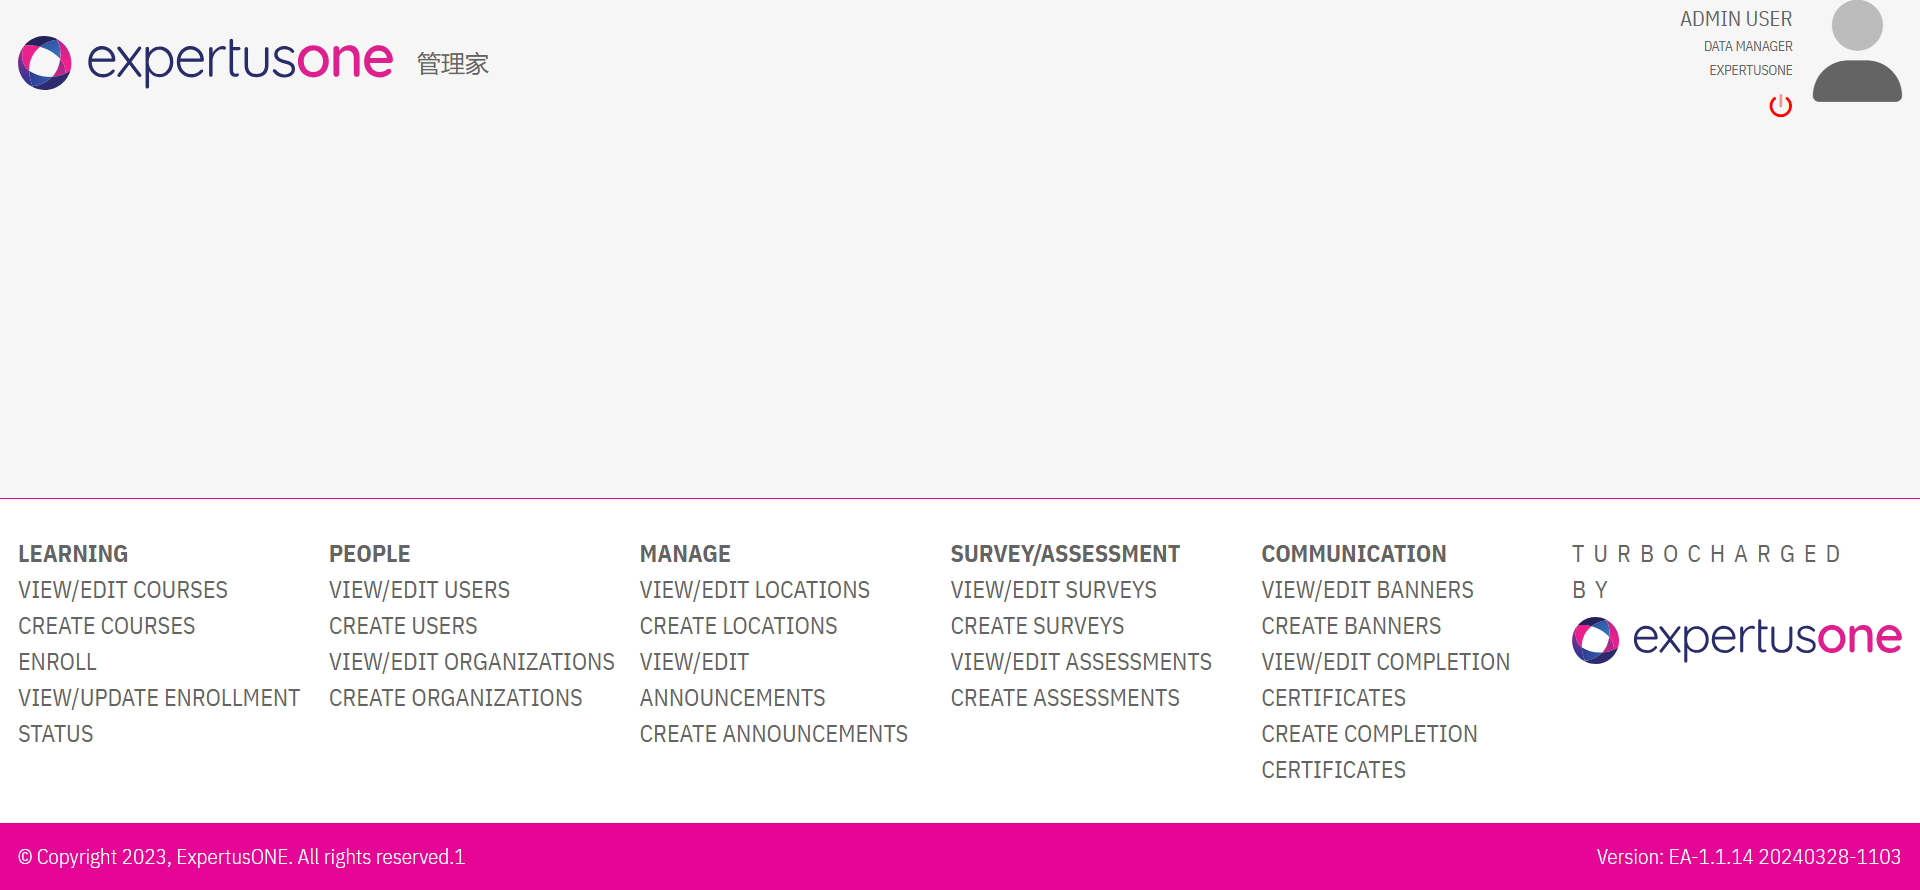 expertusone 管理家
ADMIN USER
DATA MANAGER
EXPERTUSONE
LEARNING
VIEW/EDIT COURSES
CREATE COURSES
ENROLL
VIEW/UPDATE ENROLLMENT
STATUS
PEOPLE
VIEW/EDIT USERS
CREATE USERS
VIEW/EDIT ORGANIZATIONS
CREATE ORGANIZATIONS
MANAGE
VIEW/EDIT LOCATIONS
CREATE LOCATIONS
VIEW/EDIT
ANNOUNCEMENTS
CREATE ANNOUNCEMENTS
SURVEY/ASSESSMENT
VIEW/EDIT SURVEYS
CREATE SURVEYS
VIEW/EDIT ASSESSMENTS
CREATE ASSESSMENTS
COMMUNICATION
VIEW/EDIT BANNERS
CREATE BANNERS
VIEW/EDIT COMPLETION
CERTIFICATES
CREATE COMPLETION
CERTIFICATES
TURBOCHARGED
BY
expertusone
© Copyright 2023, ExpertusONE. All rights reserved.1
Version: EA-1.1.14 20240328-1103